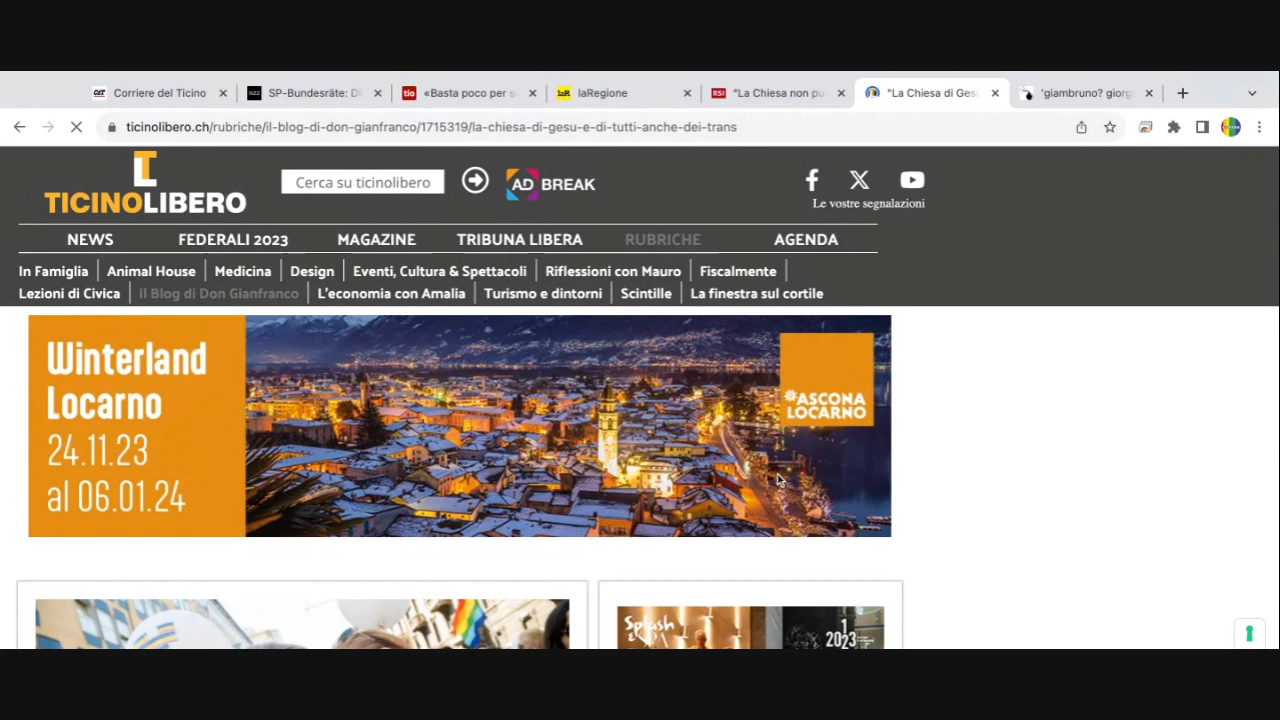 Corriere del Ticino
SP-Bundesräte: Di
«Basta poco per s
laRegione
"La Chiesa non pu
"La Chiesa di Ges
'giambruno? giorg
ticinolibero.ch/rubriche/il-blog-di-don-gianfranco/1715319/la-chiesa-di-gesu-e-di-tutti-anche-dei-trans
TICINOLIBERO
Cerca su ticinolibero
AD BREAK
Le vostre segnalazioni
NEWS FEDERALI 2023 MAGAZINE TRIBUNA LIBERA RUBRICHE AGENDA
In Famiglia Animal House Medicina Design Eventi, Cultura & Spettacoli Riflessioni con Mauro Fiscalmente
Lezioni di Civica Il Blog di Don Gianfranco L'economia con Amalia Turismo e dintorni Scintille La finestra sul cortile
Winterland
Locarno
24.11.23
al 06.01.24
ASCONA
LOCARNO
Splash
2023